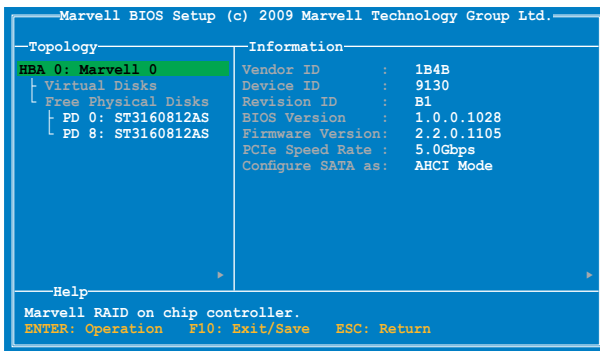 Marvell BIOS Setup (c) 2009 Marvell Technology Group Ltd.
Topology
HBA 0: Marvell 0
Virtual Disks
Free Physical Disks
PD 0: ST3160812AS
PD 8: ST3160812AS
Information
Vendor ID : 1B4B
Device ID : 9130
Revision ID : B1
BIOS Version : 1.0.0.1028
Firmware Version: 2.2.0.1105
PCIe Speed Rate : 5.0Gbps
Configure SATA as: AHCI Mode
Help
Marvell RAID on chip controller.
ENTER: Operation F10: Exit/Save ESC: Return